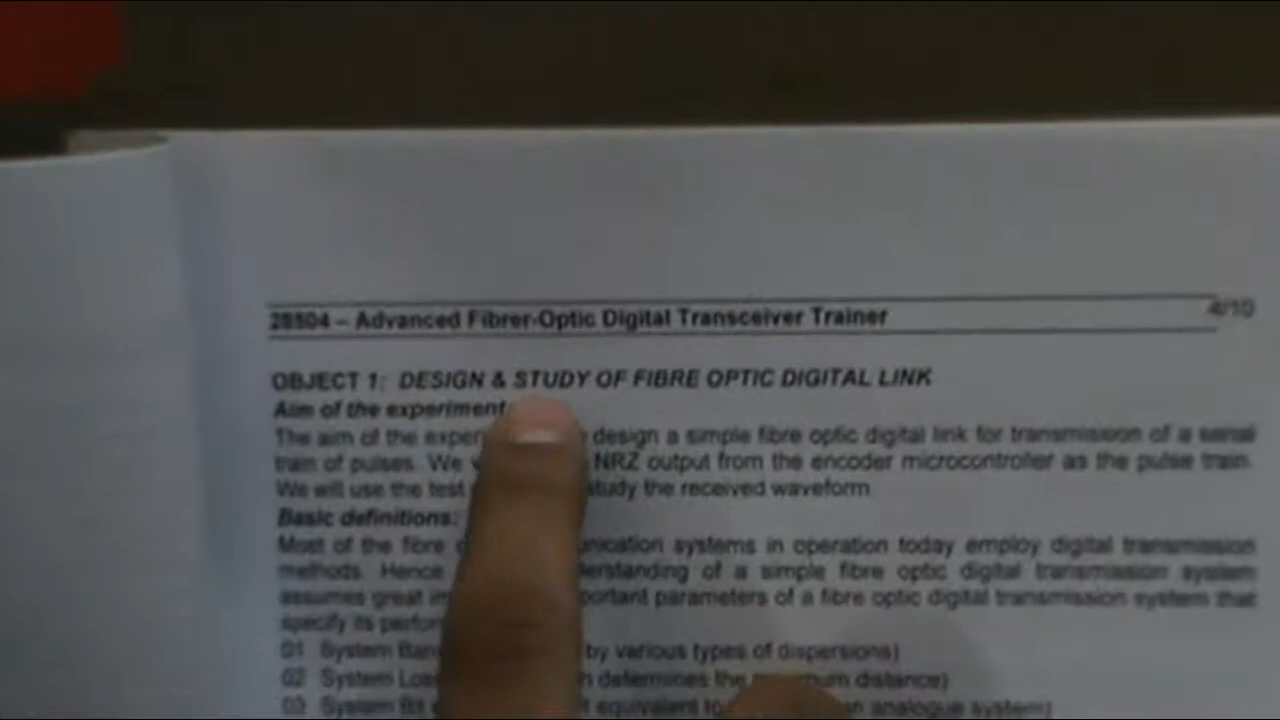 28504 – Advanced Fibrer-Optic Digital Transceiver Trainer 4/10
OBJECT 1: DESIGN & STUDY OF FIBRE OPTIC DIGITAL LINK
Aim of the experiment
The aim of the design a simple fibre optic digital link for transmission of a serial
train of pulses. We NRZ output from the encoder microcontroller as the pulse train.
We will use the test study the received waveform
Basic definitions:
Most of the fibre systems in operation today employ digital transmission
methods. Hence of a simple fibre optic digital transmission system
assumes great parameters of a fibre optic digital transmission system that
specify its
01 System by various types of dispersions)
02 System determines the distance)
03 System equivalent analogue system)